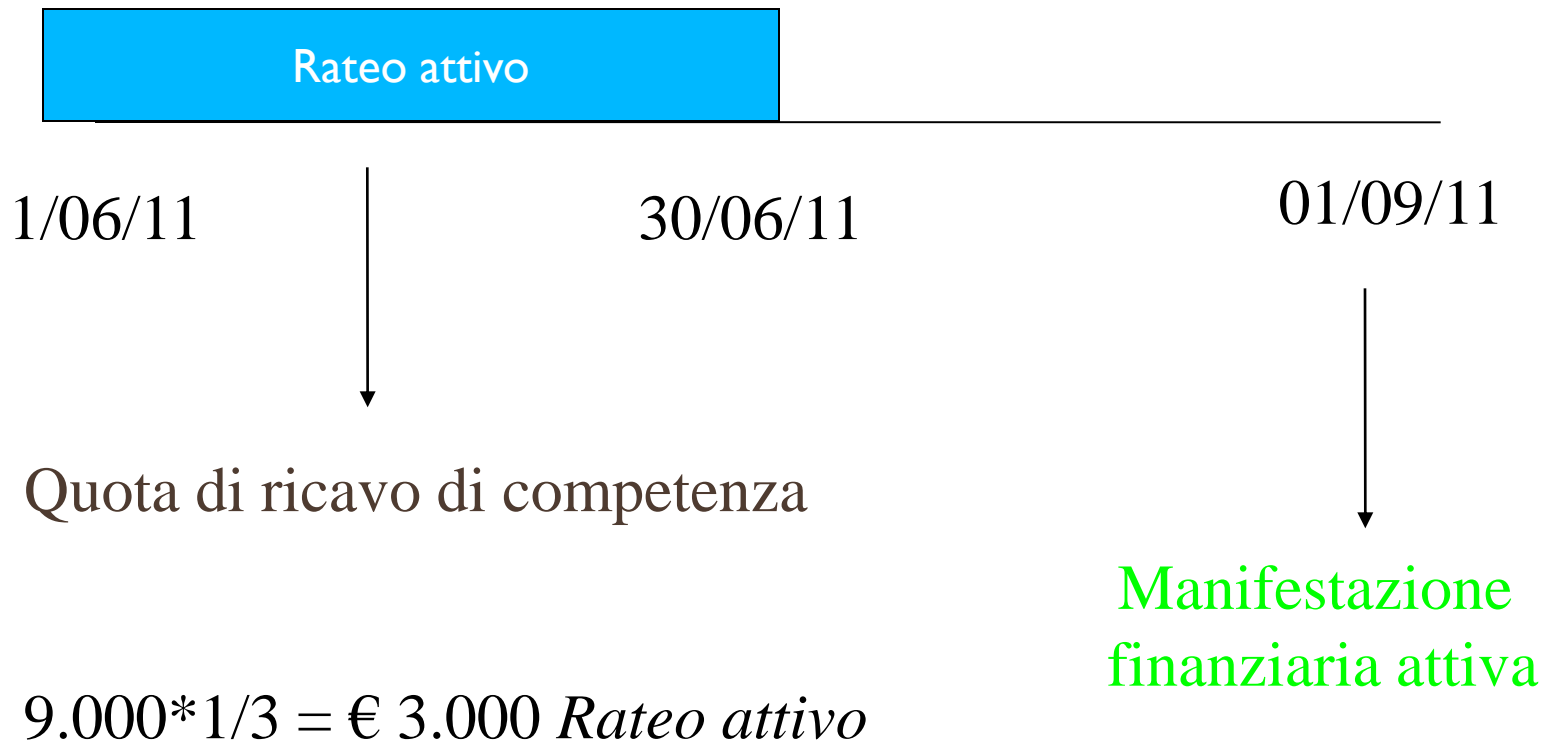 Rateo attivo
1/06/11
30/06/11
01/09/11
Quota di ricavo di competenza
Manifestazione
finanziaria attiva
9.000*1/3 = € 3.000 Rateo attivo